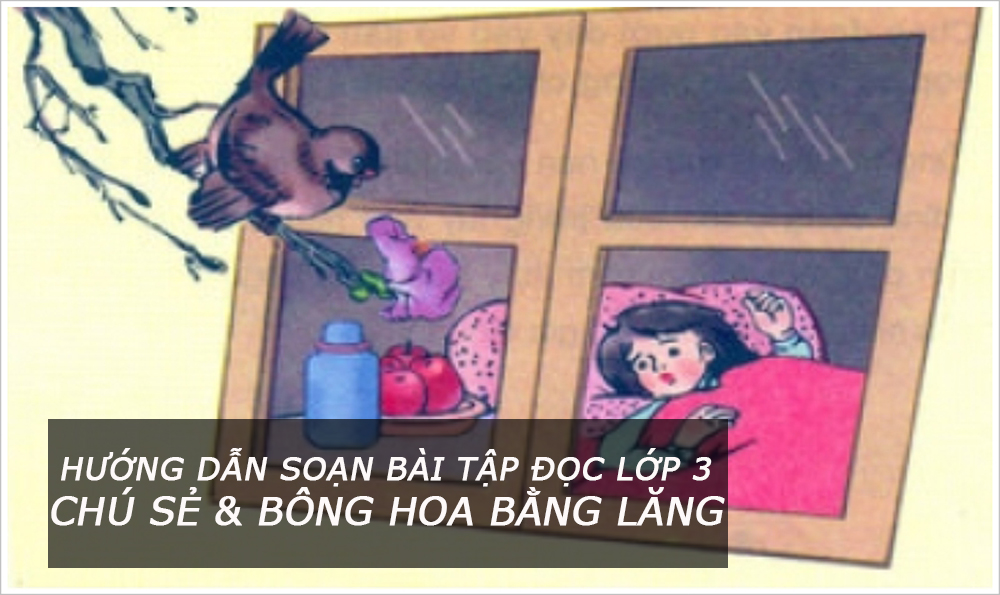 HƯỚNG DẪN SOẠN BÀI TẬP ĐỌC LỚP 3
CHÚ SẺ & BÔNG HOA BẰNG LĂNG